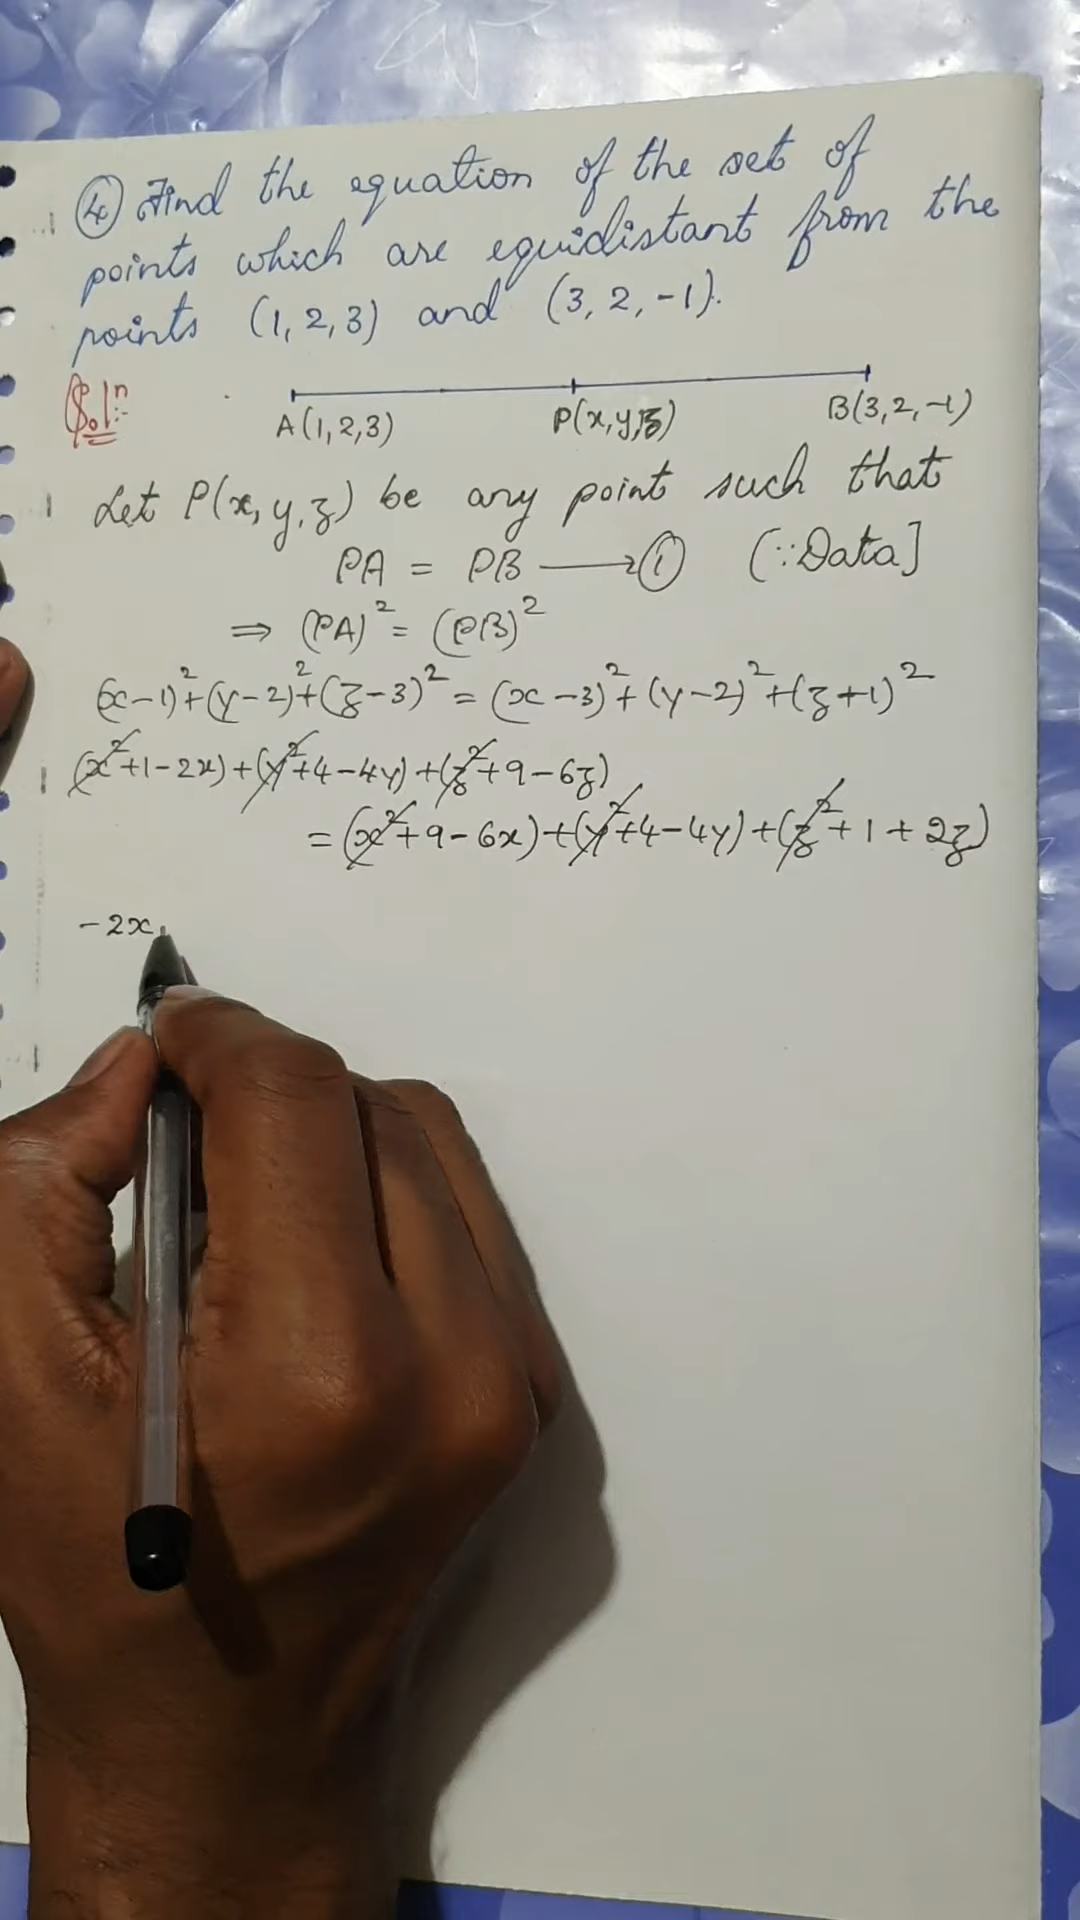 ④ Find the equation of the set of
points which are equidistant from the
points (1, 2, 3) and (3, 2, -1).
Solⁿ:-
A(1, 2, 3) P(x, y, z) B(3, 2, -1)
Let P(x, y, z) be any point such that
PA = PB ⟶ ① (∵ Data]
⇒ (PA)² = (PB)²
(x-1)² + (y-2)² + (z-3)² = (x-3)² + (y-2)² + (z+1)²
(x²+1-2x) + (y²+4-4y) + (z²+9-6z)
= (x²+9-6x) + (y²+4-4y) + (z²+1+2z)
-2x